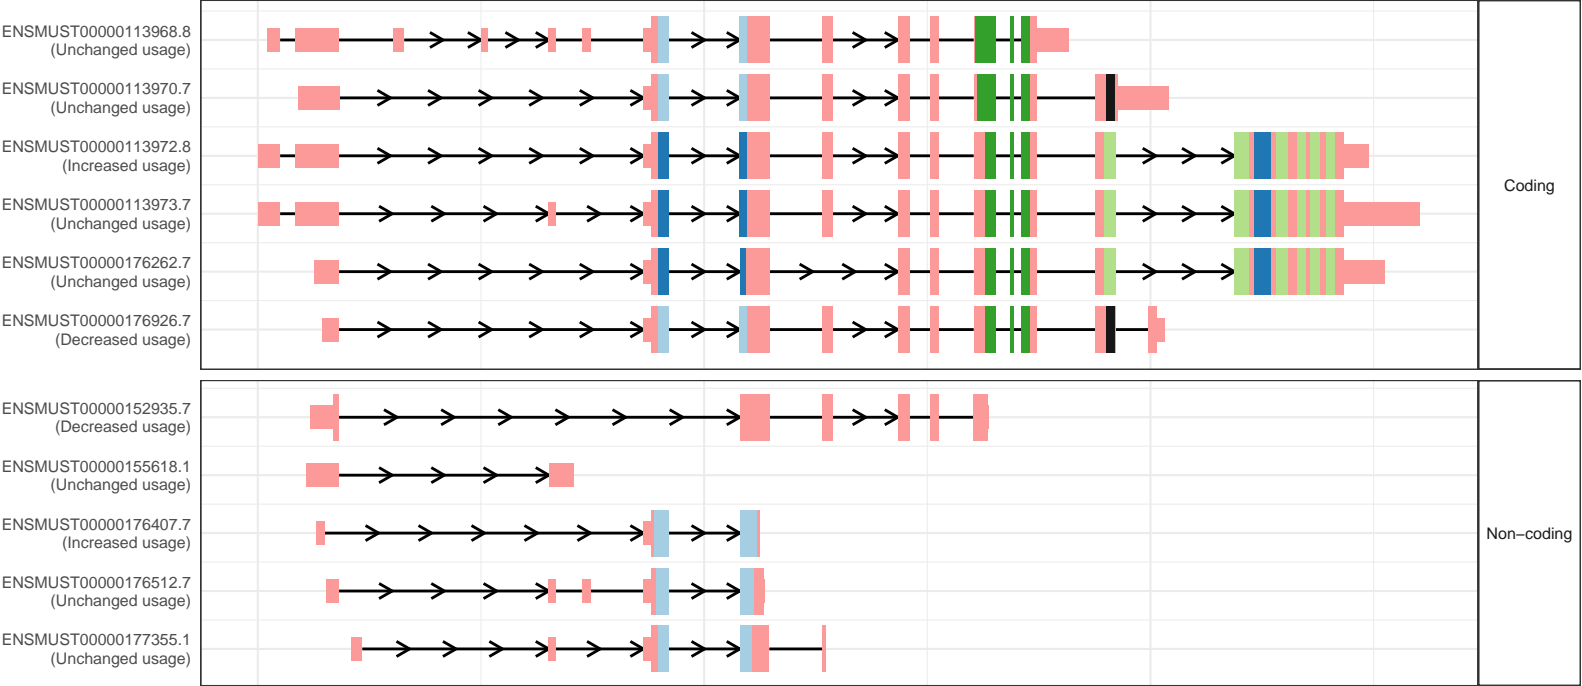 ENSMUST00000113968.8
(Unchanged usage)
ENSMUST00000113970.7
(Unchanged usage)
ENSMUST00000113972.8
(Increased usage)
ENSMUST00000113973.7
(Unchanged usage)
ENSMUST00000176262.7
(Unchanged usage)
ENSMUST00000176926.7
(Decreased usage)
Coding
ENSMUST00000152935.7
(Decreased usage)
ENSMUST00000155618.1
(Unchanged usage)
ENSMUST00000176407.7
(Increased usage)
ENSMUST00000176512.7
(Unchanged usage)
ENSMUST00000177355.1
(Unchanged usage)
Non−coding